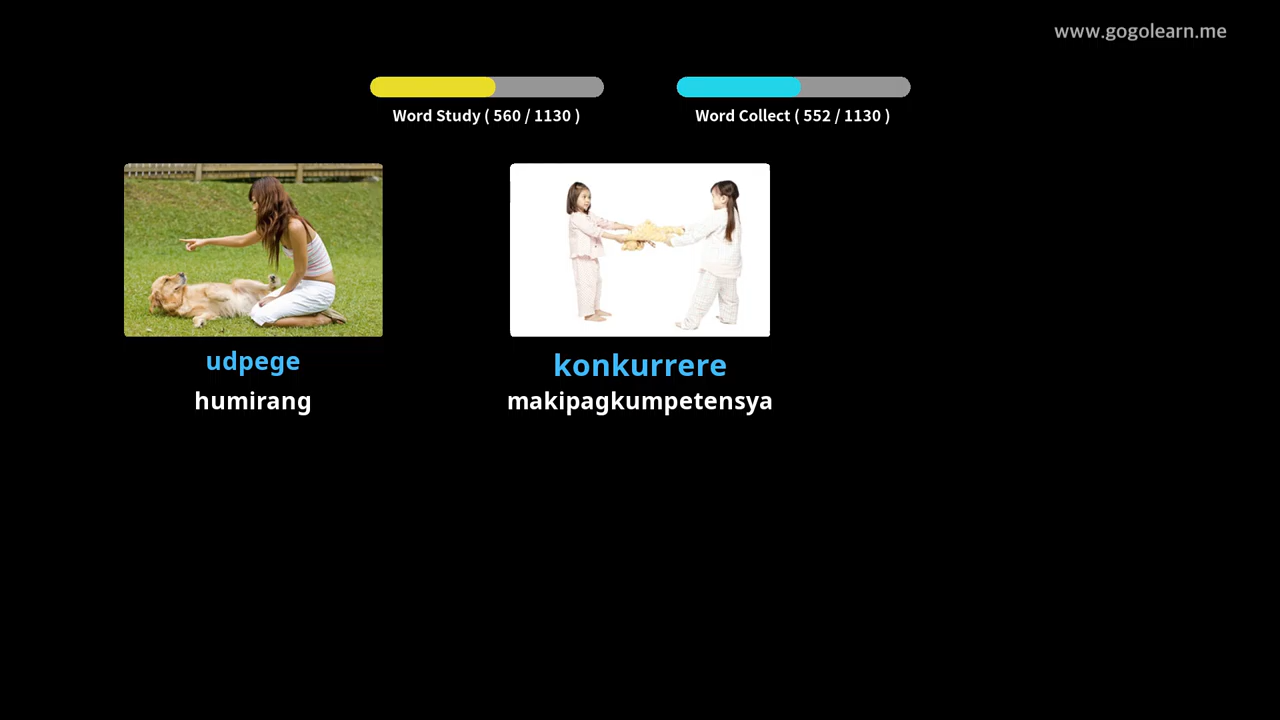 www.gogolearn.me
Word Study ( 560 / 1130 )
Word Collect ( 552 / 1130 )
udpege
humirang
konkurrere
makipagkumpetensya